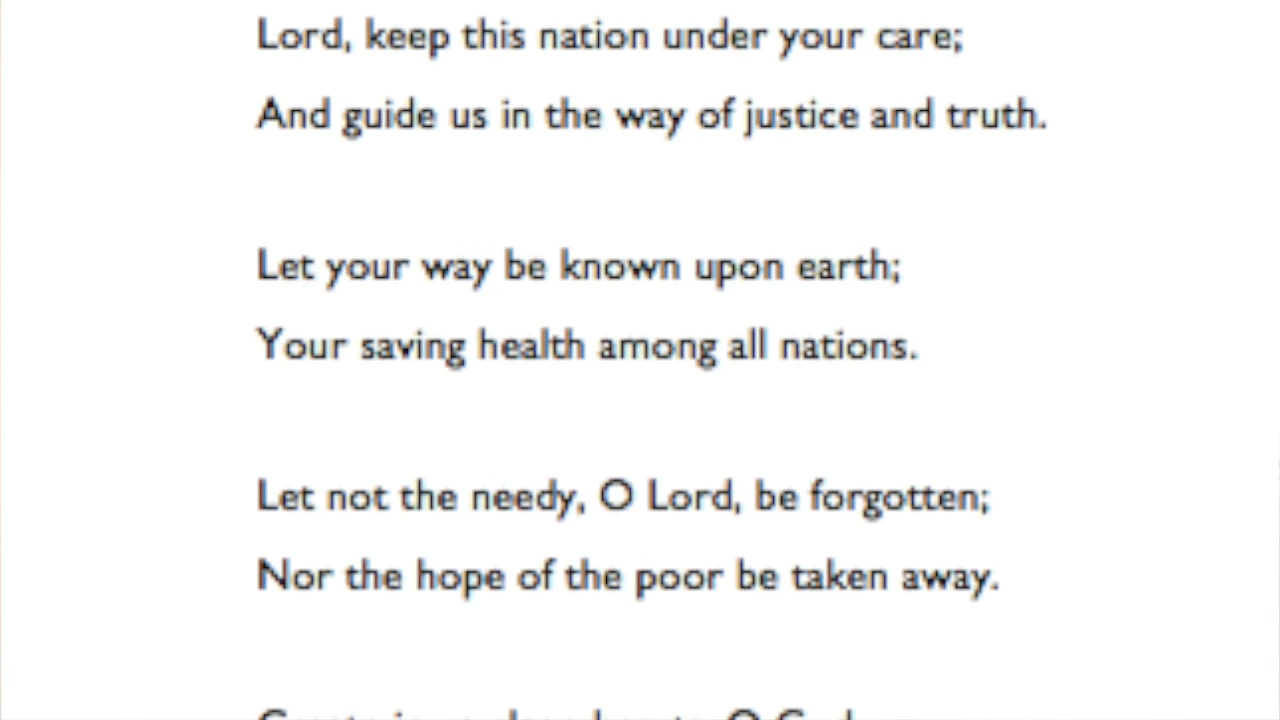 Lord, keep this nation under your care;
And guide us in the way of justice and truth.
Let your way be known upon earth;
Your saving health among all nations.
Let not the needy, O Lord, be forgotten;
Nor the hope of the poor be taken away.